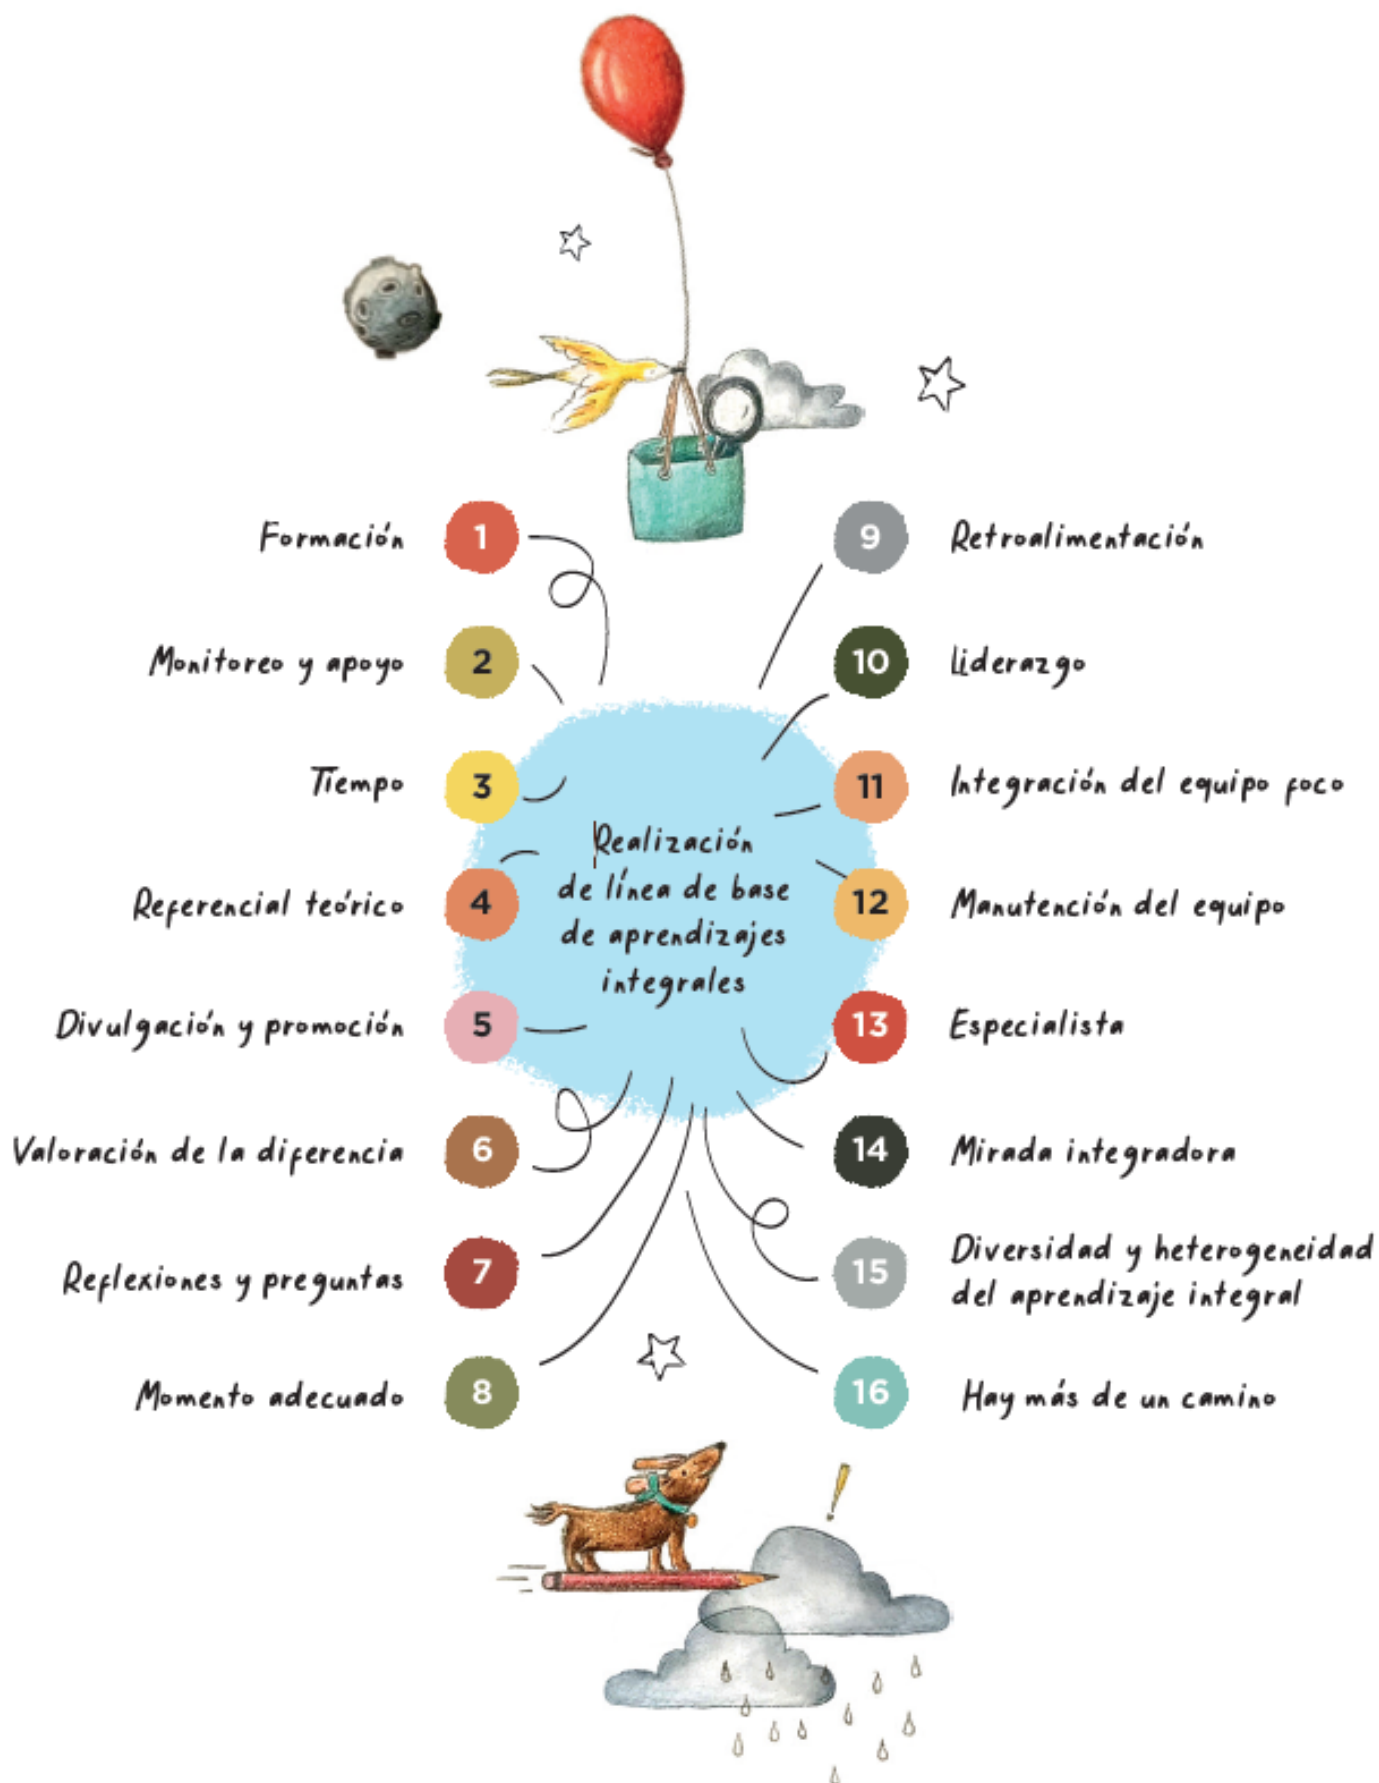 Formación
1
Monitoreo y apoyo
2
Tiempo
3
Referencial teórico
4
Divulgación y promoción
5
Valoración de la diferencia
6
Reflexiones y preguntas
7
Momento adecuado
8
Realización
de línea de base
de aprendizajes
integrales
9
Retroalimentación
10
Liderazgo
11
Integración del equipo foco
12
Manutención del equipo
13
Especialista
14
Mirada integradora
15
Diversidad y heterogeneidad
del aprendizaje integral
16
Hay más de un camino